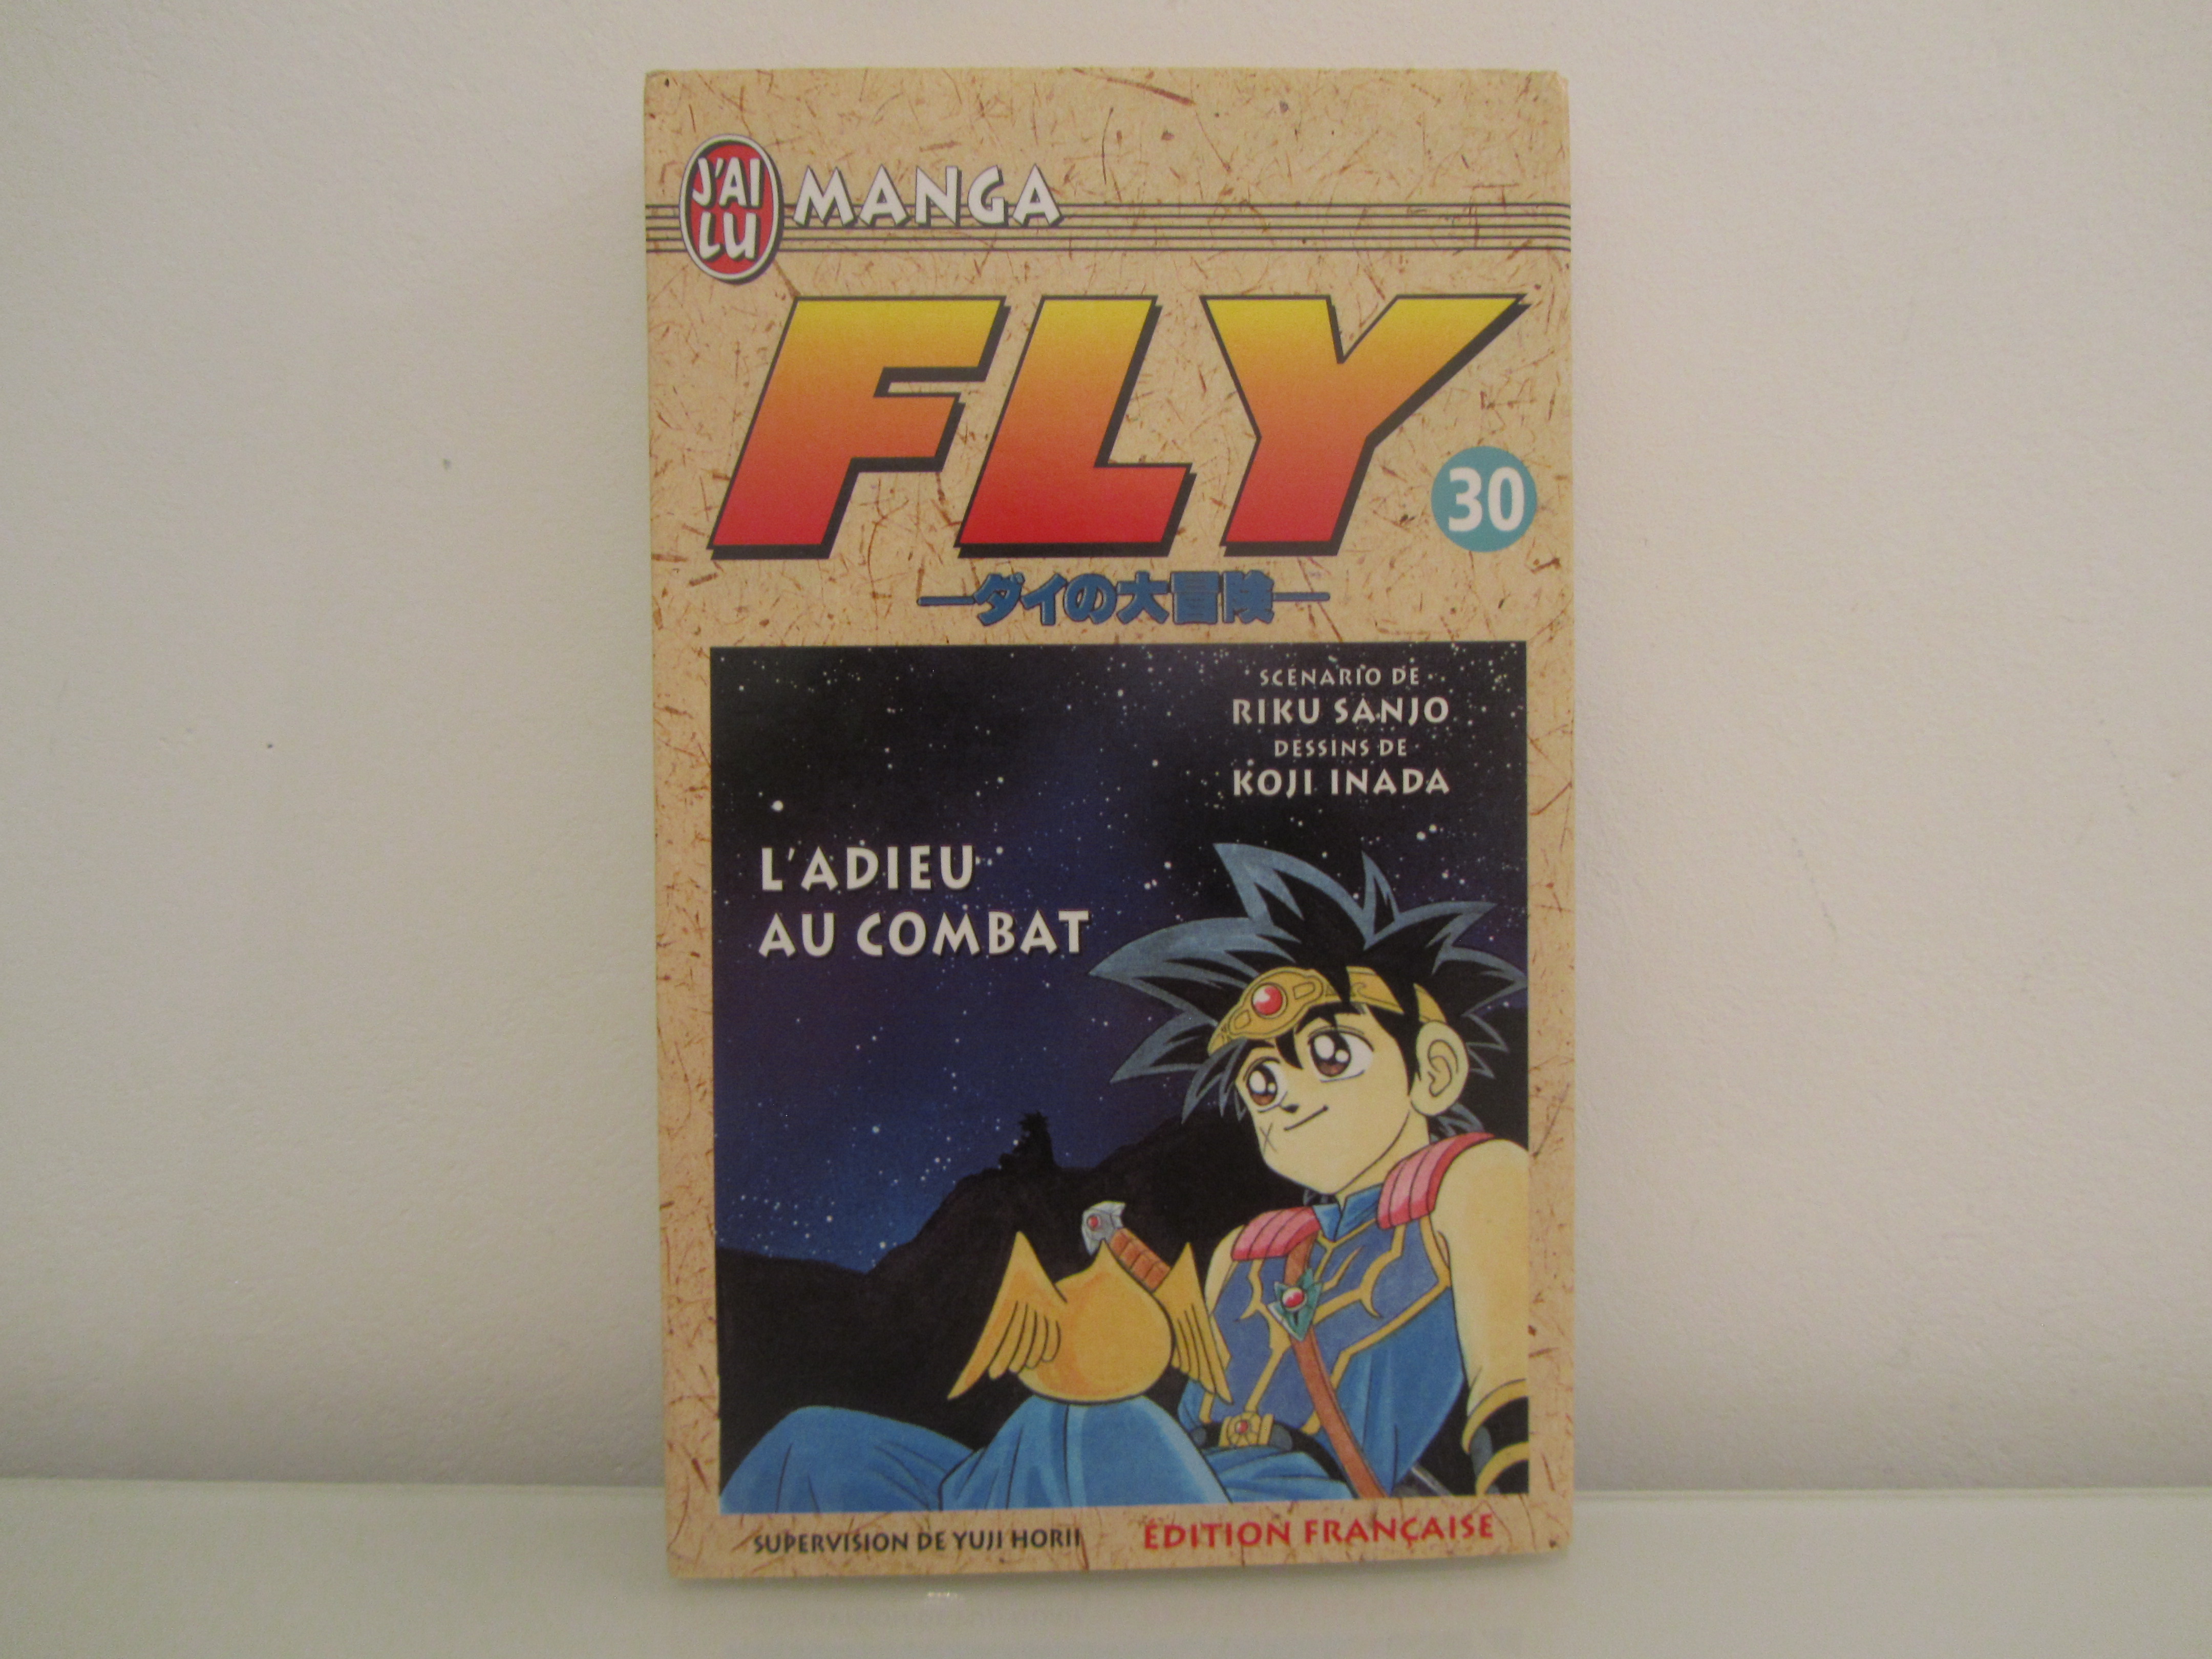 J'AI
LU
MANGA
FLY
30
—ダイの大冒険—
SCENARIO DE
RIKU SANJO
DESSINS DE
KOJI INADA
L'ADIEU
AU COMBAT
SUPERVISION DE YUJI HORII
ÉDITION FRANÇAISE